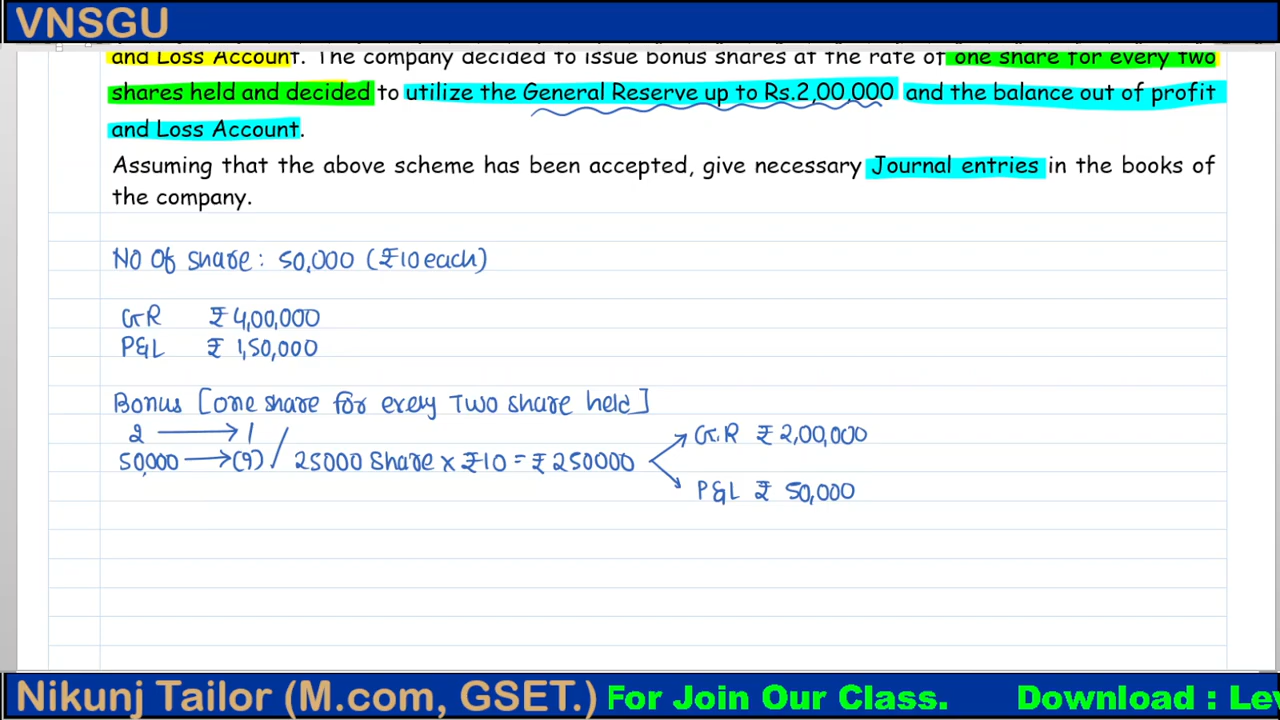 VNSGU
and Loss Account. The company decided to issue bonus shares at the rate of one share for every two
shares held and decided to utilize the General Reserve up to Rs.2,00,000 and the balance out of profit
and Loss Account.
Assuming that the above scheme has been accepted, give necessary Journal entries in the books of
the company.
No Of share : 50,000 (₹10 each)
GR ₹ 4,00,000
P&L ₹ 1,50,000
Bonus [one share for every Two share held]
2 → 1
50,000 → (?) / 25000 Share x ₹10 = ₹ 250000
G.R ₹ 2,00,000
P&L ₹ 50,000
Nikunj Tailor (M.com, GSET.) For Join Our Class. Download : Le